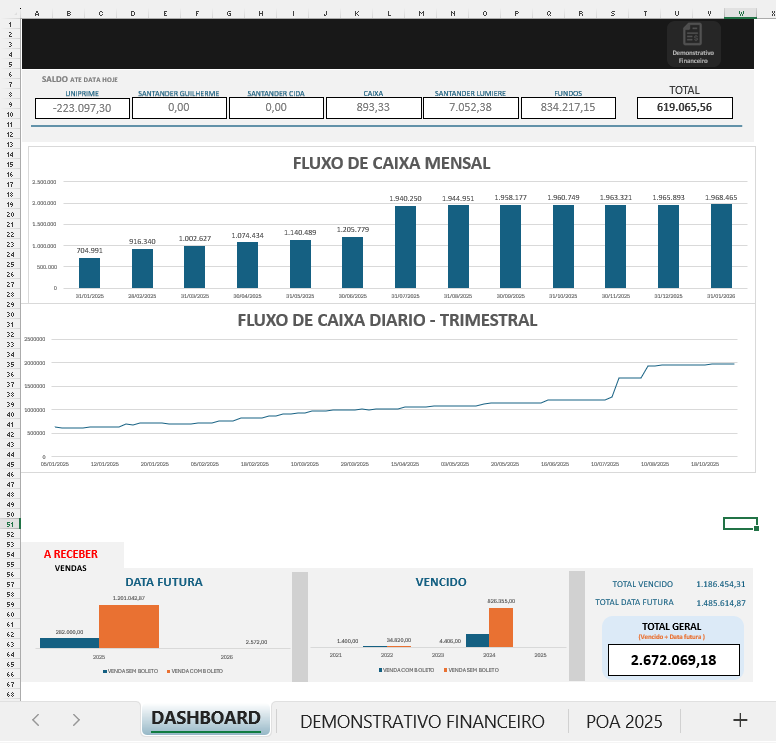 A B C D E F G H I J K L M N O P Q R S T U V W X
Demonstrativo
Financeiro
SALDO ATE DATA HOJE
UNIPRIME SANTANDER GUILHERME SANTANDER CIDA CAIXA SANTANDER LUMIERE FUNDOS TOTAL
-223.097,30 0,00 0,00 893,33 7.052,38 834.217,15 619.065,56
FLUXO DE CAIXA MENSAL
2.500.000
2.000.000
1.500.000
1.000.000
500.000
0
704.991 916.340 1.002.627 1.074.434 1.140.489 1.205.779 1.940.250 1.944.951 1.958.177 1.960.749 1.963.321 1.965.893 1.968.465
31/01/2025 28/02/2025 31/03/2025 30/04/2025 31/05/2025 30/06/2025 31/07/2025 31/08/2025 30/09/2025 31/10/2025 30/11/2025 31/12/2025 31/01/2026
FLUXO DE CAIXA DIARIO - TRIMESTRAL
2500000
2000000
1500000
1000000
500000
0
05/01/2025 12/01/2025 20/01/2025 05/02/2025 18/02/2025 10/03/2025 29/03/2025 15/04/2025 03/05/2025 20/05/2025 16/06/2025 10/07/2025 10/08/2025 18/10/2025
A RECEBER
VENDAS
DATA FUTURA
1.201.042,87
282.000,00
2.572,00
2025 2026
VENDA SEM BOLETO VENDA COM BOLETO
VENCIDO
826.355,00
1.400,00 34.820,00 4.406,00
2021 2022 2023 2024 2025
VENDA COM BOLETO VENDA SEM BOLETO
TOTAL VENCIDO 1.186.454,31
TOTAL DATA FUTURA 1.485.614,87
TOTAL GERAL
(Vencido + Data futura )
2.672.069,18
DASHBOARD DEMONSTRATIVO FINANCEIRO POA 2025